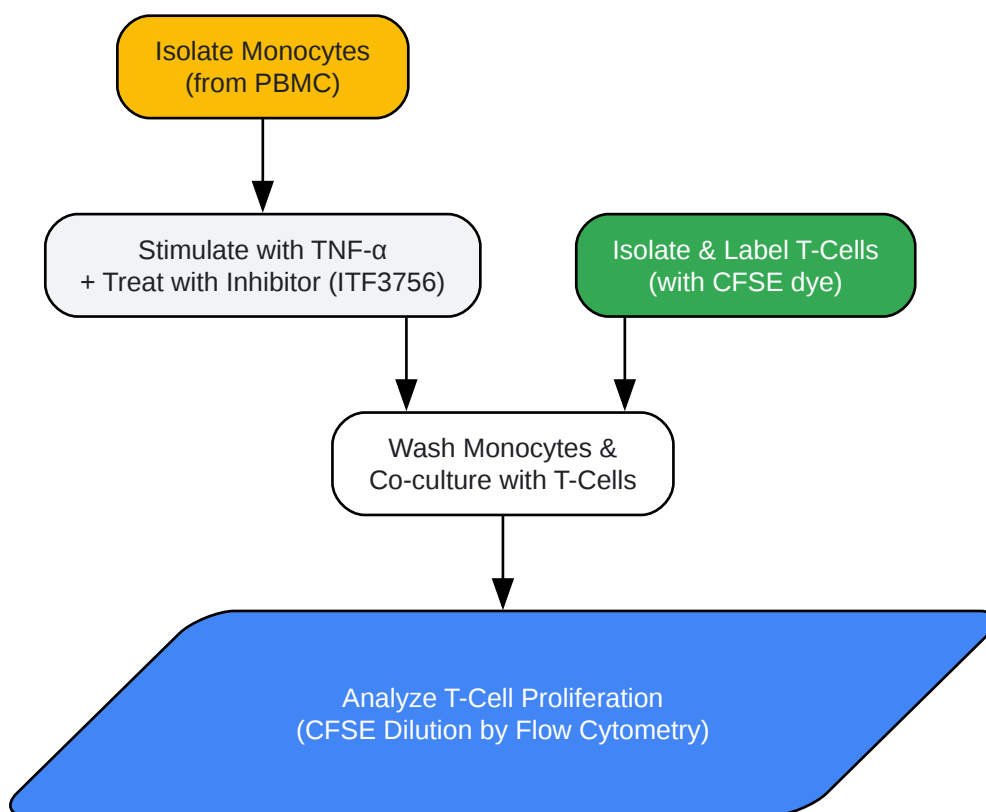 Isolate Monocytes
(from PBMC)
Stimulate with TNF-α
+ Treat with Inhibitor (ITF3756)
Isolate & Label T-Cells
(with CFSE dye)
Wash Monocytes &
Co-culture with T-Cells
Analyze T-Cell Proliferation
(CFSE Dilution by Flow Cytometry)